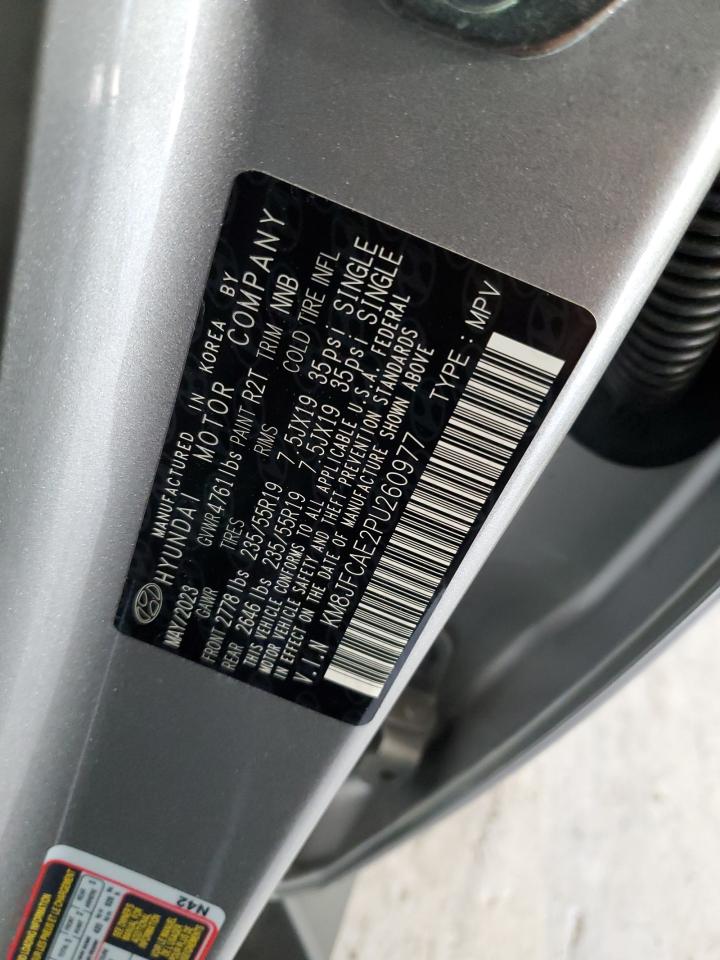 MANUFACTURED IN KOREA BY
HYUNDAI MOTOR COMPANY
MAY/2023 GVWR 4761 lbs PAINT R2T TRIM NNB
GAWR TIRES RIMS COLD TIRE INFL
FRONT 2778 lbs 235/55R19 7.5JX19 35psi SINGLE
REAR 2646 lbs 235/55R19 7.5JX19 35psi SINGLE
THIS VEHICLE CONFORMS TO ALL APPLICABLE U.S.A. FEDERAL
MOTOR VEHICLE SAFETY AND THEFT PREVENTION STANDARDS
IN EFFECT ON THE DATE OF MANUFACTURE SHOWN ABOVE
V.I.N KM8JFCAE2PU260977 TYPE : MPV
N42